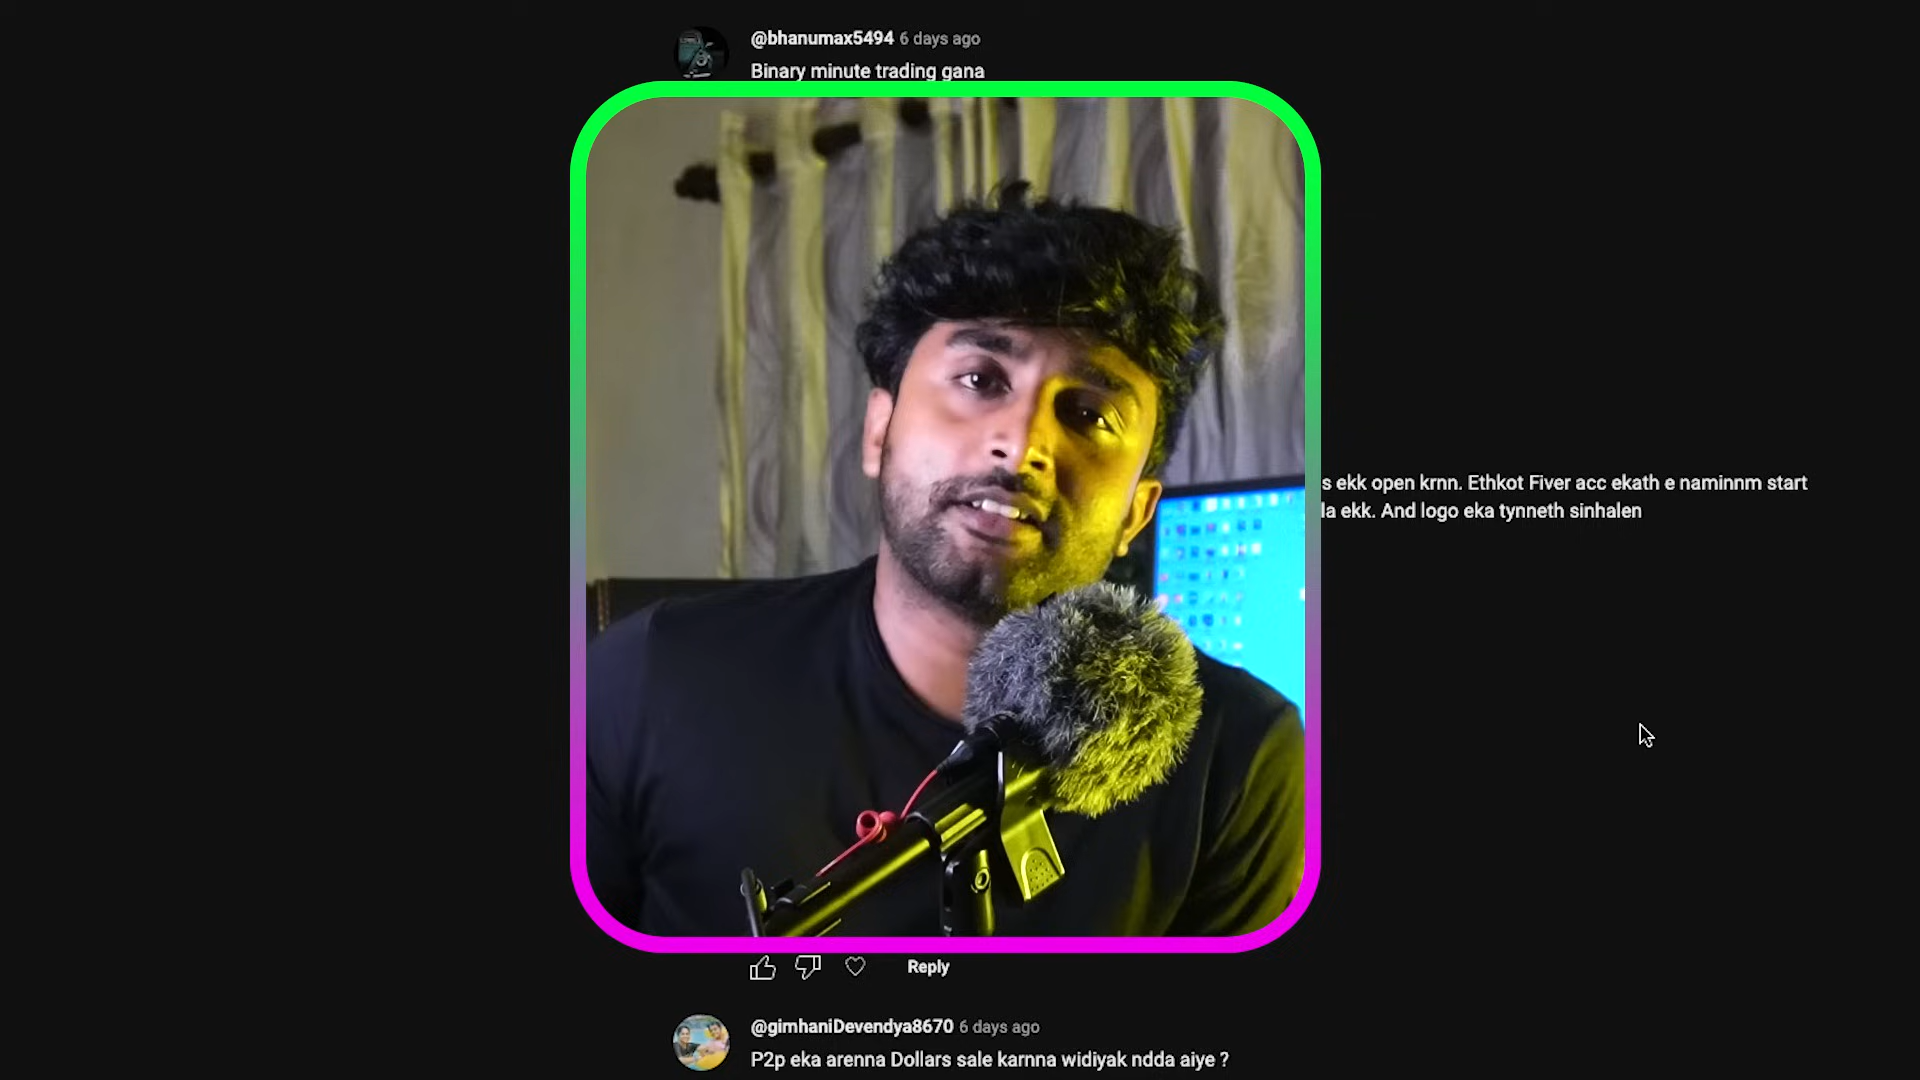 @bhanumax5494 6 days ago
Binary minute trading gana
s ekk open krnn. Ethkot Fiver acc ekath e naminnm start
la ekk. And logo eka tynneth sinhalen
Reply
@gimhaniDevendya8670 6 days ago
P2p eka arenna Dollars sale karnna widiyak ndda aiye ?